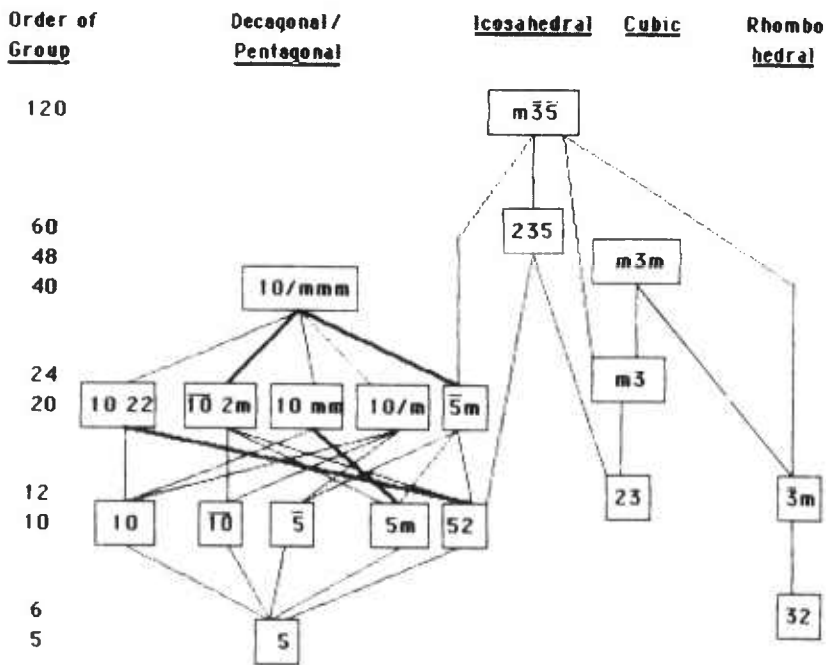 Order of Group
Decagonal/ Pentagonal
Icosahedral
Cubic
Rhombo hedral
120
m3̅5̅
60
235
48
m3m
40
10/mmm
24
m3
20
10 22
1̅0̅ 2m
10 mm
10/m
5̅m
12
23
3̅m
10
10
1̅0̅
5̅
5m
52
6
32
5
5